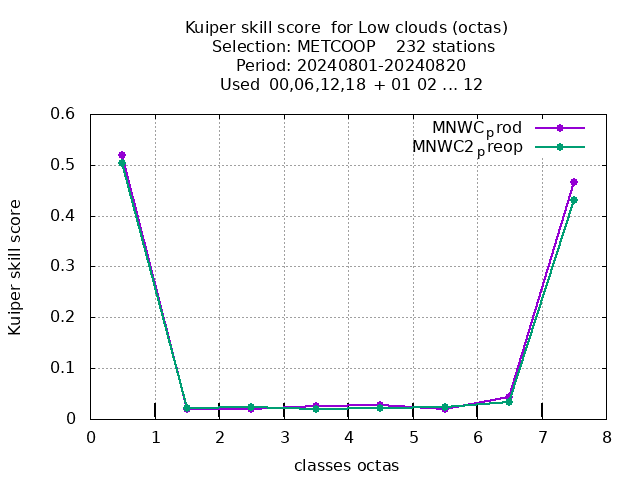 Kuiper skill score for Low clouds (octas)
Selection: METCOOP 232 stations
Period: 20240801-20240820
Used 00,06,12,18 + 01 02 ... 12
MNWC_prod
MNWC2_preop
0.6
0.5
0.4
0.3
0.2
0.1
0
Kuiper skill score
0 1 2 3 4 5 6 7 8
classes octas